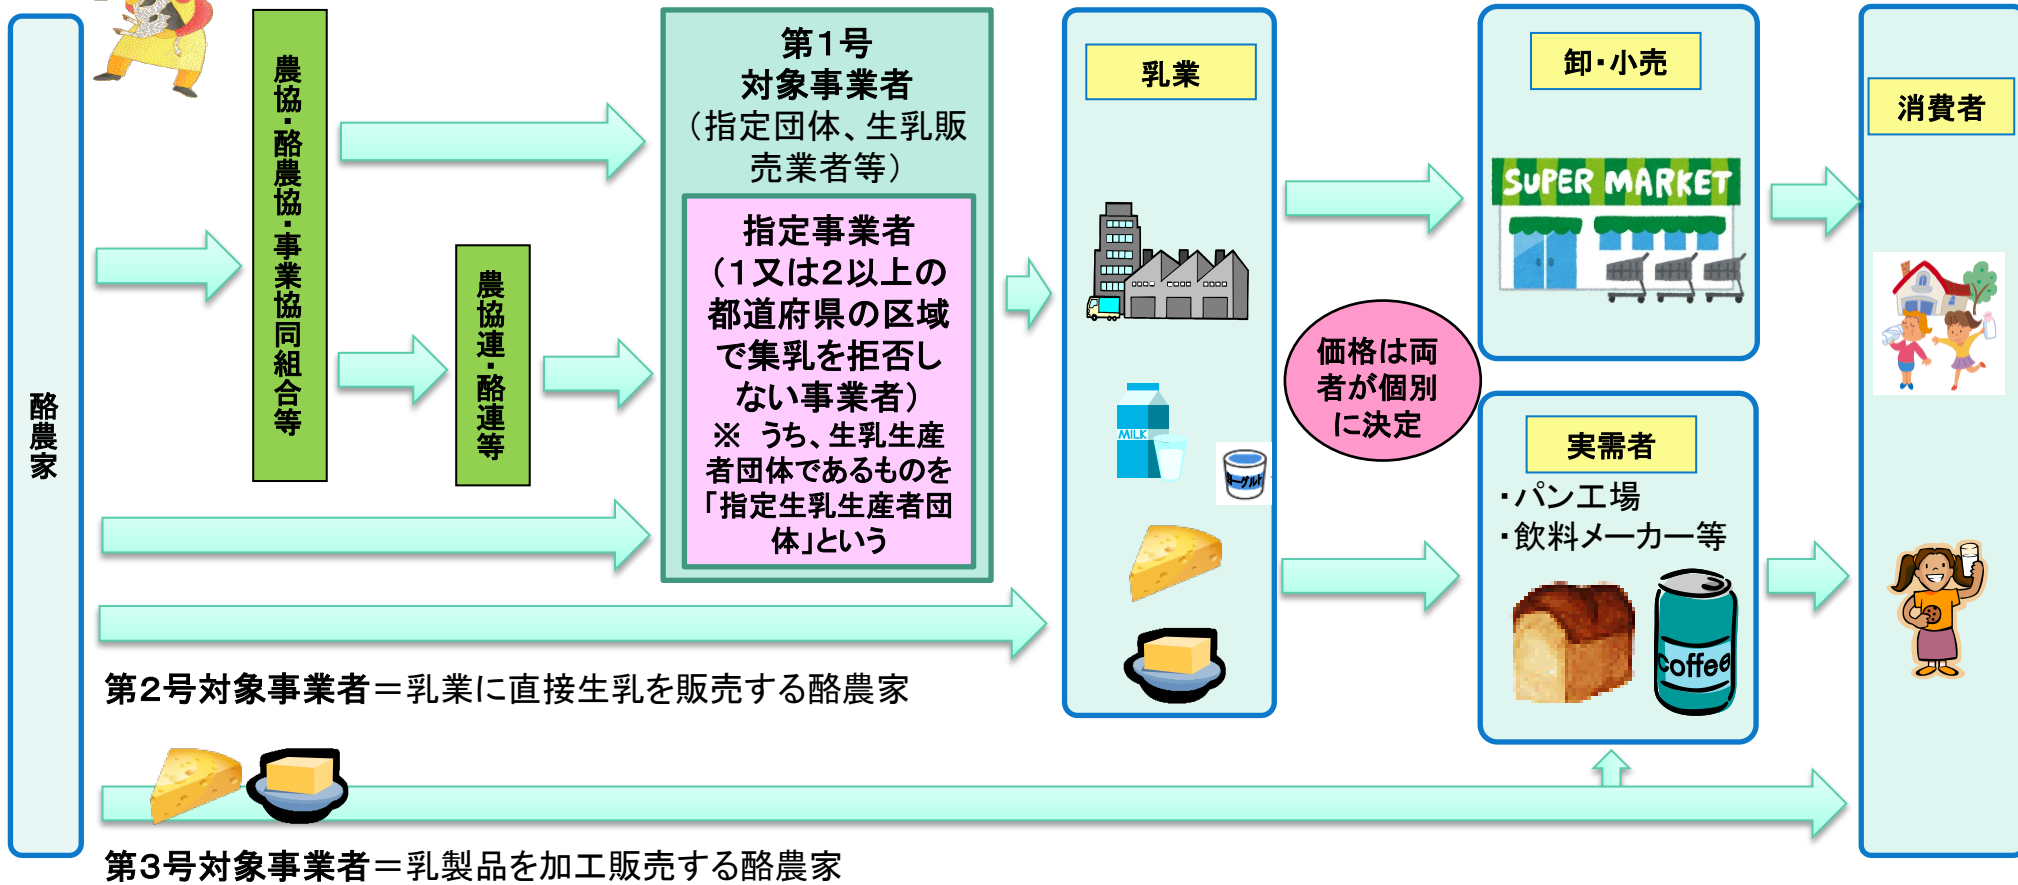 酪農家
農協・酪農協・事業協同組合等
農協連・酪連等
第１号
対象事業者
（指定団体、生乳販
売業者等）
指定事業者
（１又は２以上の
都道府県の区域
で集乳を拒否し
ない事業者）
※　うち、生乳生産
者団体であるものを
「指定生乳生産者団
体」という
乳業
MILK
ヨーグルト
価格は両
者が個別
に決定
卸・小売
SUPER MARKET
実需者
・パン工場
・飲料メーカー等
coffee
消費者
第２号対象事業者＝乳業に直接生乳を販売する酪農家
第３号対象事業者＝乳製品を加工販売する酪農家